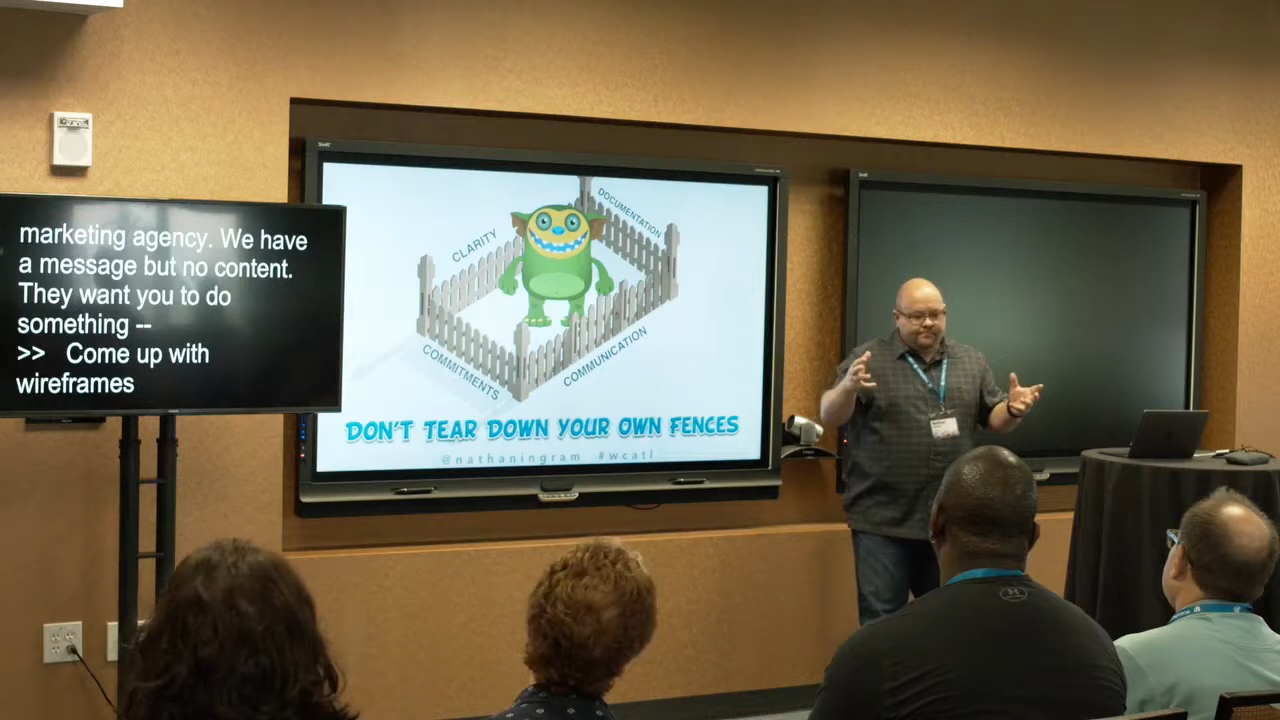 marketing agency. We have
a message but no content.
They want you to do
something --
>> Come up with
wireframes
CLARITY
DOCUMENTATION
COMMITMENTS
COMMUNICATION
DON'T TEAR DOWN YOUR OWN FENCES
@nathaningram #wcatl